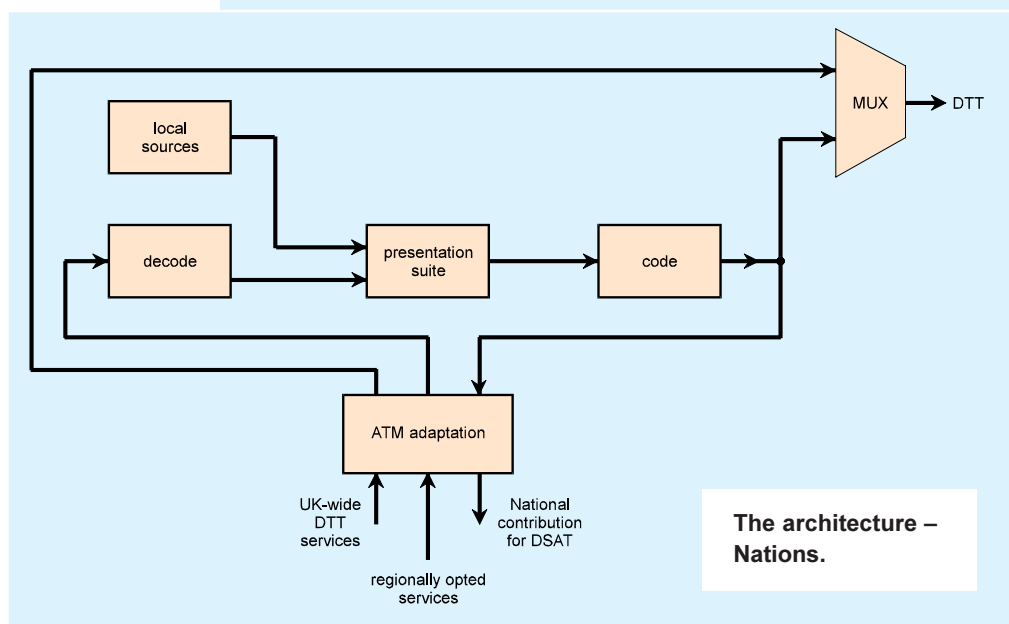 MUX
DTT
local
sources
decode
presentation
suite
code
ATM adaptation
UK-wide
DTT
services
regionally opted
services
National
contribution
for DSAT
The architecture –
Nations.